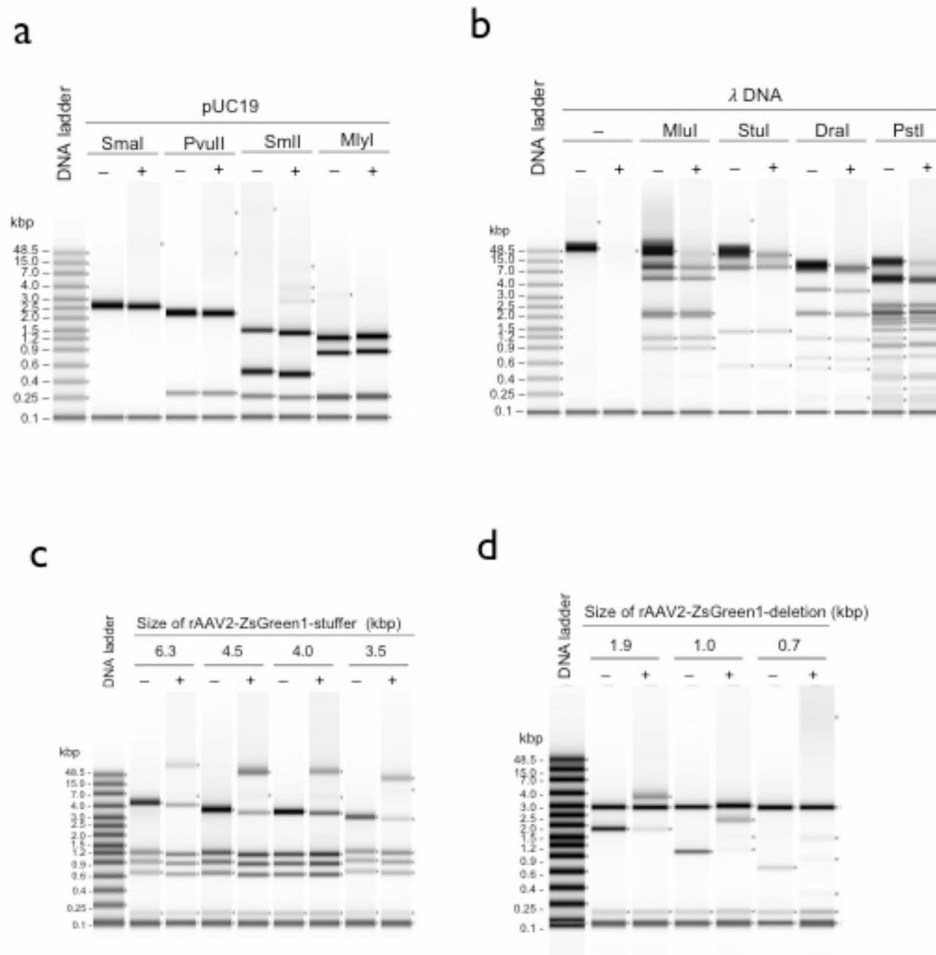 a
DNA ladder
pUC19
SmaI PvuII SmlI MlyI
– + – + – + – +
kbp
48.5
15.0
7.0
4.0
3.0
2.5
2.0
1.5
1.2
0.9
0.6
0.4
0.25
0.1
b
DNA ladder
λ DNA
– MluI StuI DraI PstI
– + – + – + – + – +
kbp
48.5
15.0
7.0
4.0
3.0
2.5
2.0
1.5
1.2
0.9
0.6
0.4
0.25
0.1
c
DNA ladder
Size of rAAV2-ZsGreen1-stuffer (kbp)
6.3 4.5 4.0 3.5
– + – + – + – +
kbp
48.5
15.0
7.0
4.0
3.0
2.5
2.0
1.5
1.2
0.9
0.6
0.4
0.25
0.1
d
DNA ladder
Size of rAAV2-ZsGreen1-deletion (kbp)
1.9 1.0 0.7
– + – + – +
kbp
48.5
15.0
7.0
4.0
3.0
2.5
2.0
1.5
1.2
0.9
0.6
0.4
0.25
0.1